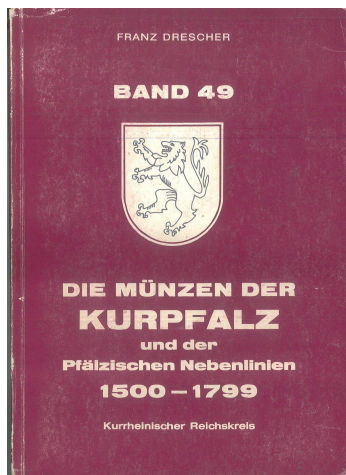 FRANZ DRESCHER
BAND 49
DIE MÜNZEN DER
KURPFALZ
und der
Pfälzischen Nebenlinien
1500 – 1799
Kurrheinischer Reichskreis